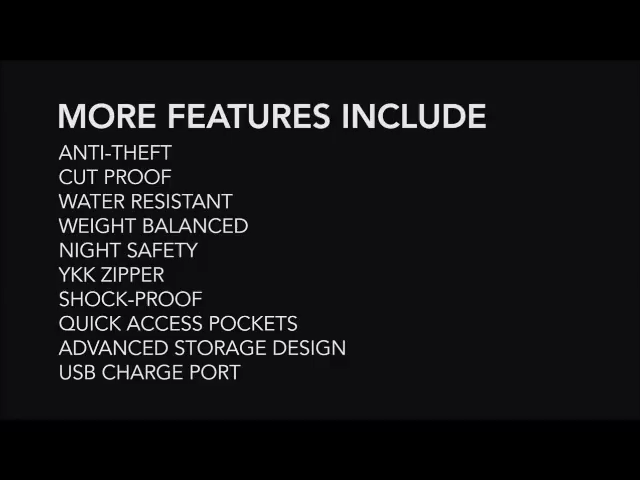 MORE FEATURES INCLUDE
ANTI-THEFT
CUT PROOF
WATER RESISTANT
WEIGHT BALANCED
NIGHT SAFETY
YKK ZIPPER
SHOCK-PROOF
QUICK ACCESS POCKETS
ADVANCED STORAGE DESIGN
USB CHARGE PORT